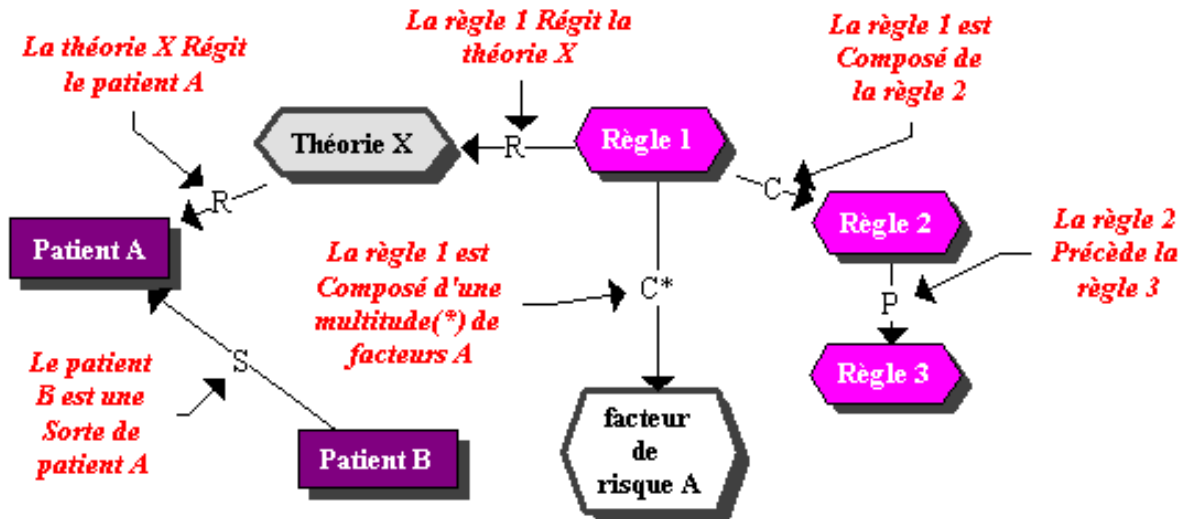 La théorie X Régit
le patient A
La règle 1 Régit la
théorie X
La règle 1 est
Composé de
la règle 2
Théorie X
R
Règle 1
C
R
Règle 2
Patient A
La règle 1 est
Composé d'une
multitude(*) de
facteurs A
C*
P
La règle 2
Précède la
règle 3
S
Le patient
B est une
Sorte de
patient A
Règle 3
Patient B
facteur
de
risque A